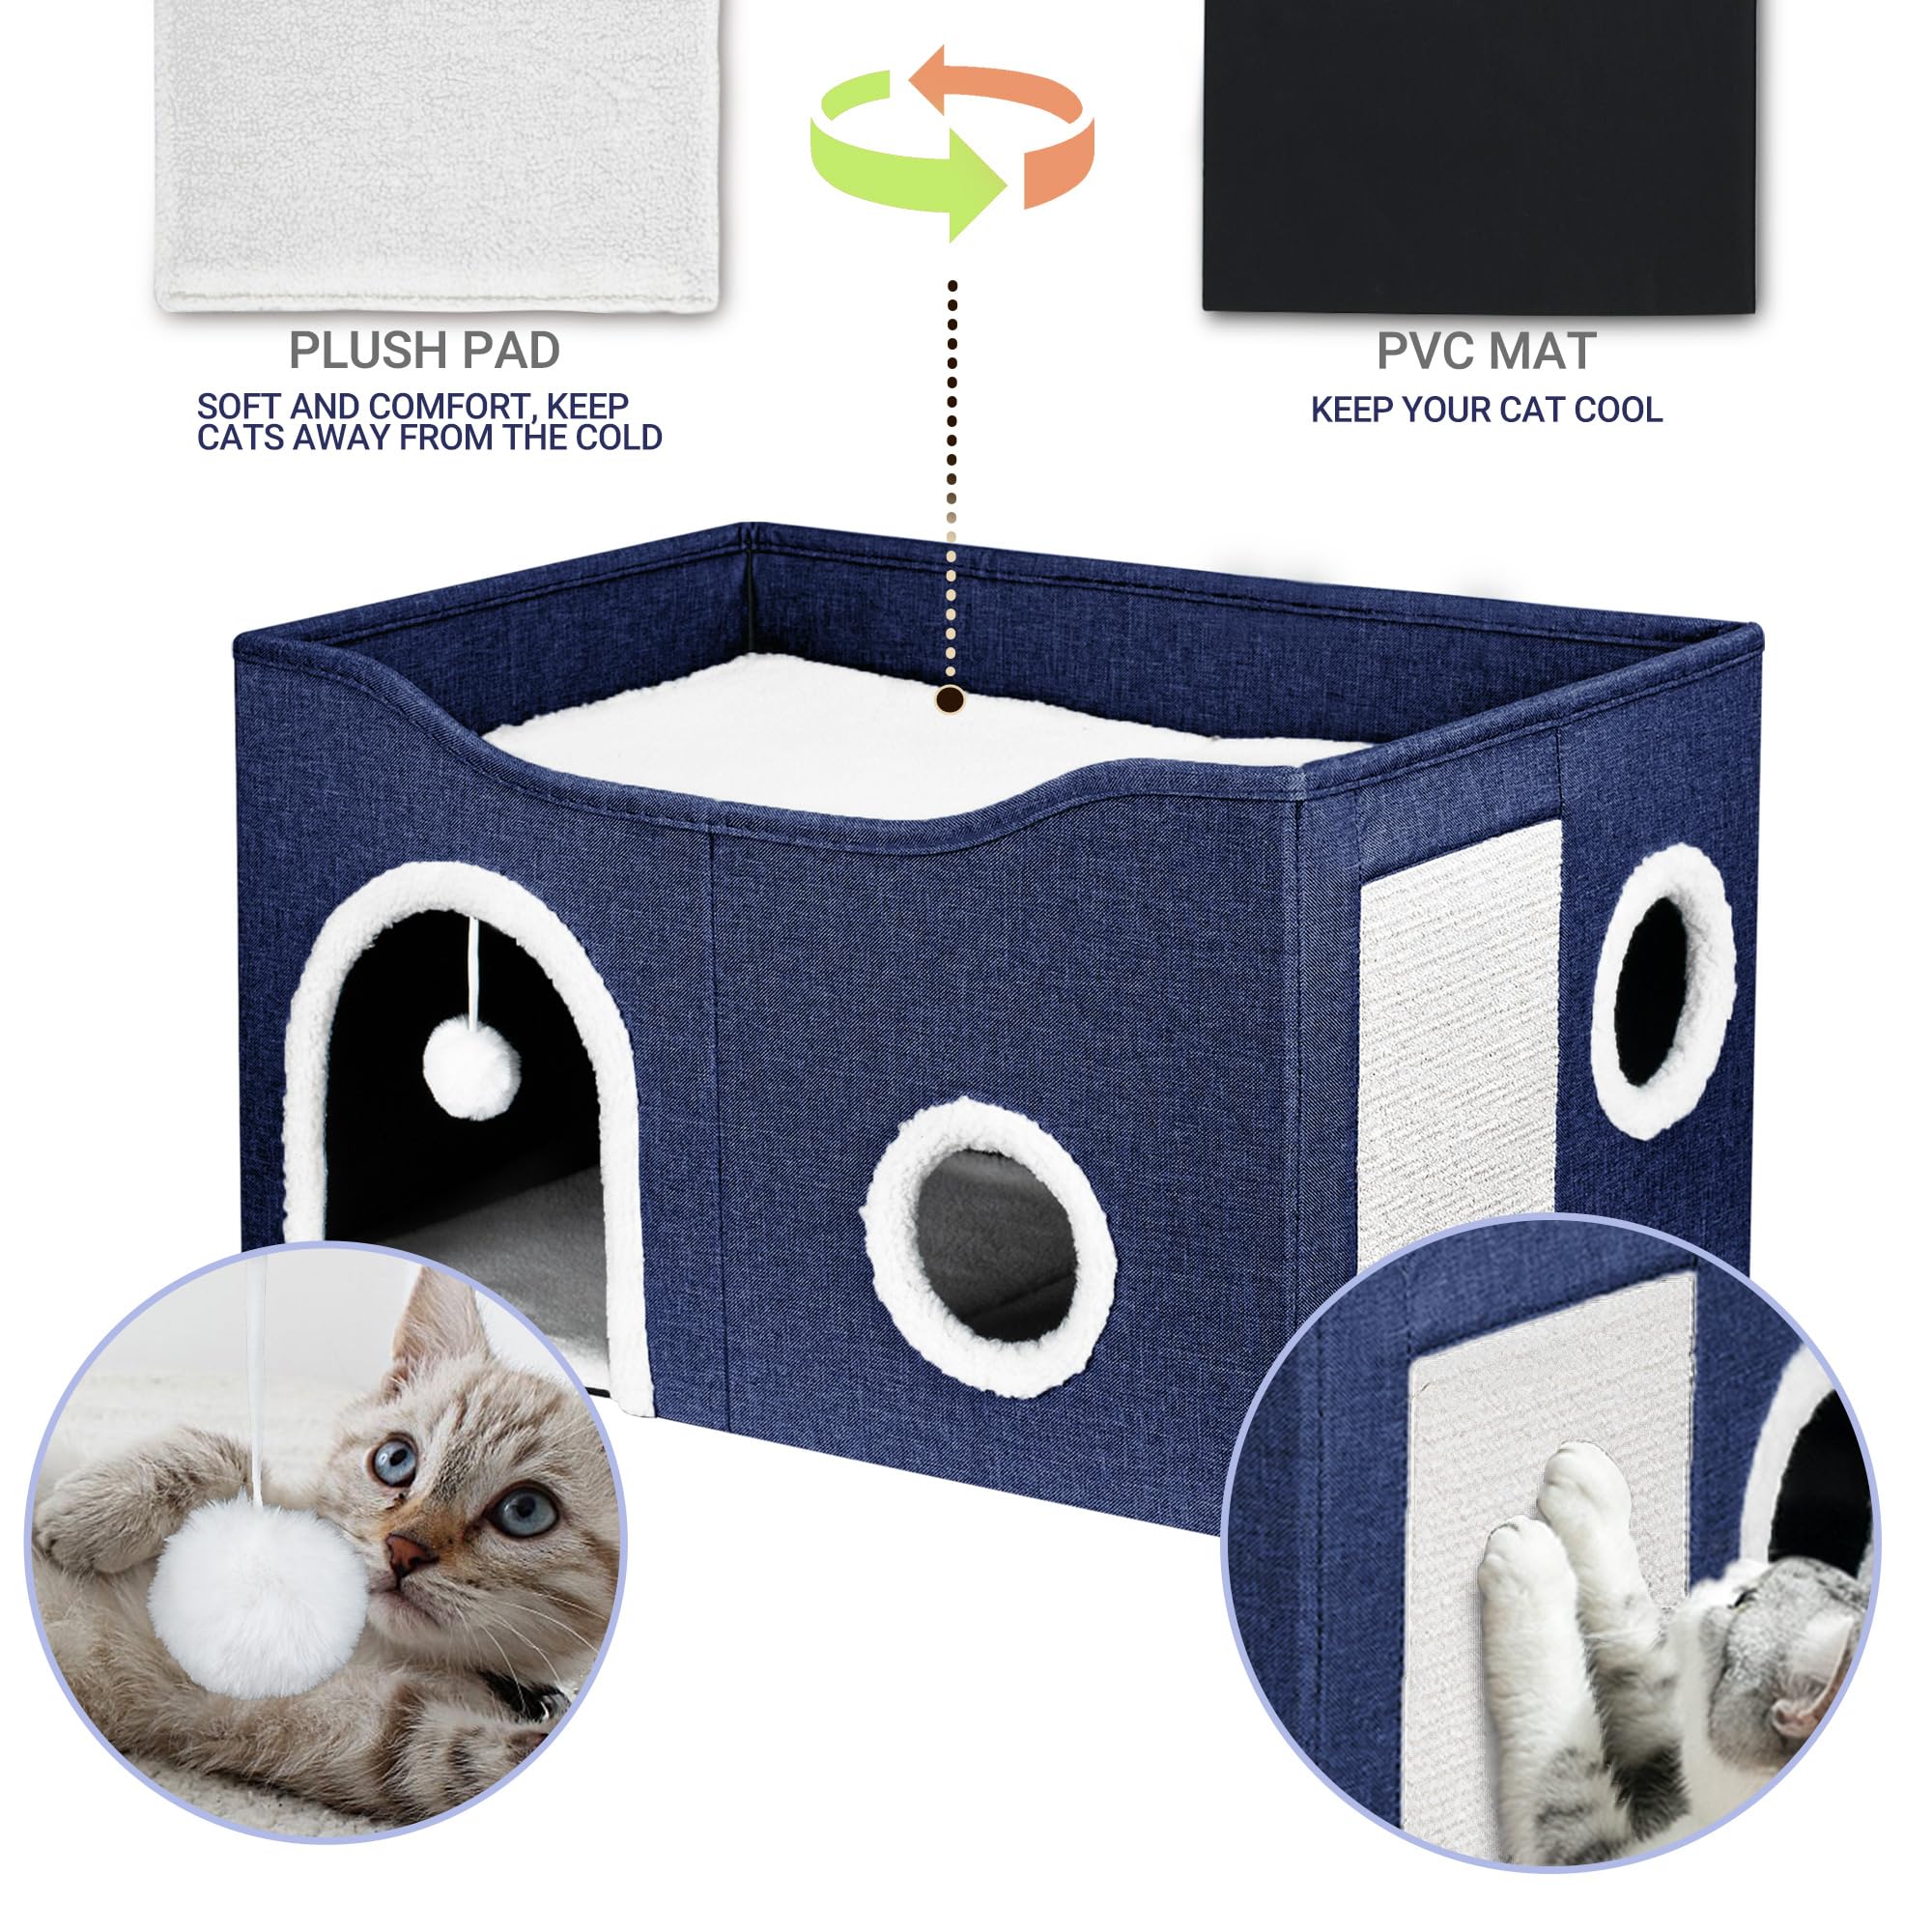 PLUSH PAD
SOFT AND COMFORT, KEEP
CATS AWAY FROM THE COLD
PVC MAT
KEEP YOUR CAT COOL